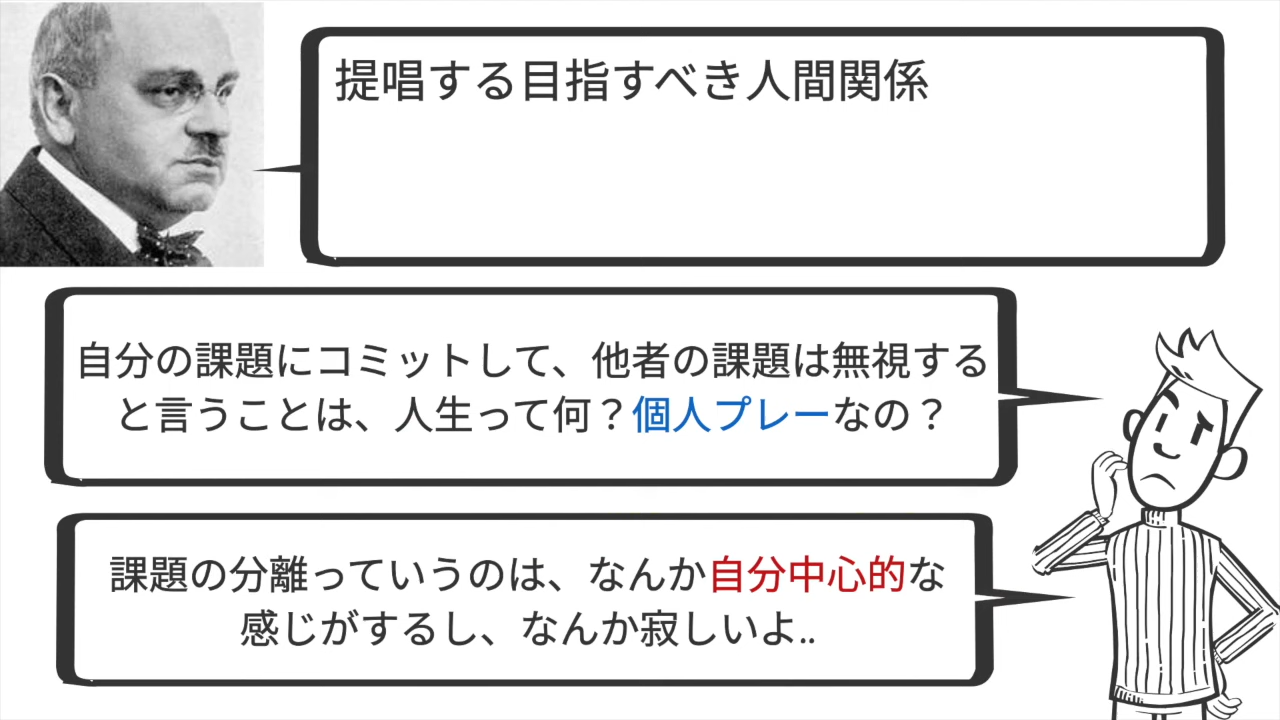 提唱する目指すべき人間関係
自分の課題にコミットして、他者の課題は無視する
と言うことは、人生って何？個人プレーなの？
課題の分離っていうのは、なんか自分中心的な
感じがするし、なんか寂しいよ..